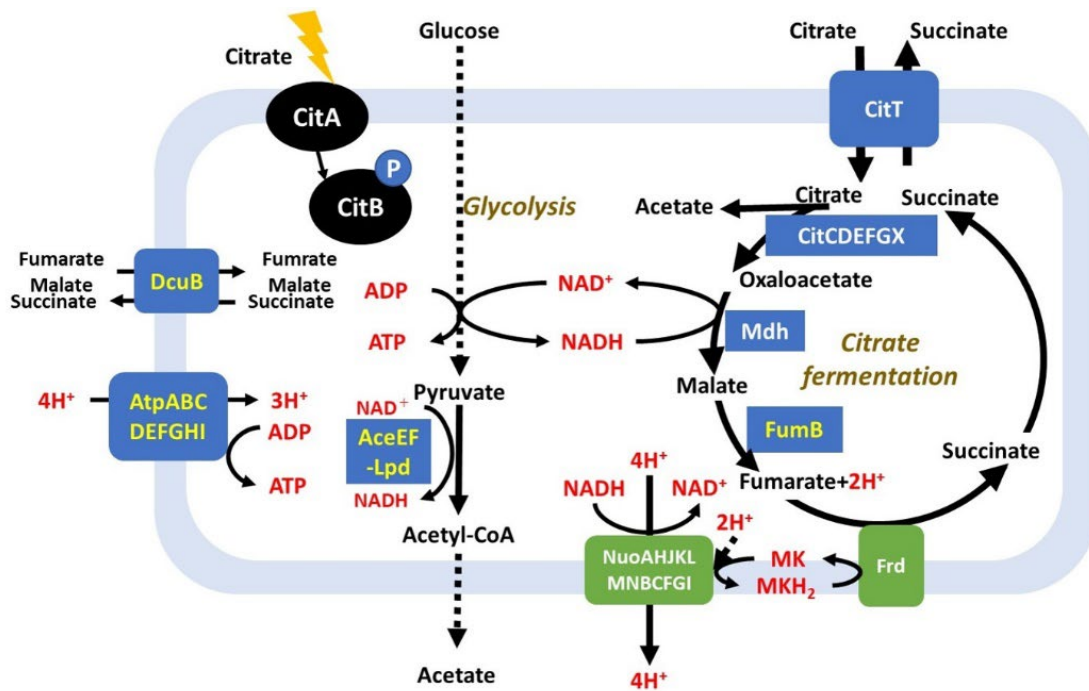 Glucose
Citrate
Succinate
Citrate
CitA
CitT
P
CitB
Glycolysis
Citrate
Succinate
Acetate
CitCDEFGX
Fumarate
Malate
Succinate
DcuB
Fumrate
Malate
Succinate
Oxaloacetate
ADP
NAD⁺
ATP
NADH
Mdh
Citrate
fermentation
Pyruvate
Malate
4H⁺
AtpABC
DEFGHI
3H⁺
ADP
ATP
NAD⁺
AceEF
-Lpd
NADH
FumB
Succinate
4H⁺
NADH
NAD⁺
Fumarate+2H⁺
2H⁺
Acetyl-CoA
NuoAHJKL
MNBCFGI
MK
MKH₂
Frd
Acetate
4H⁺